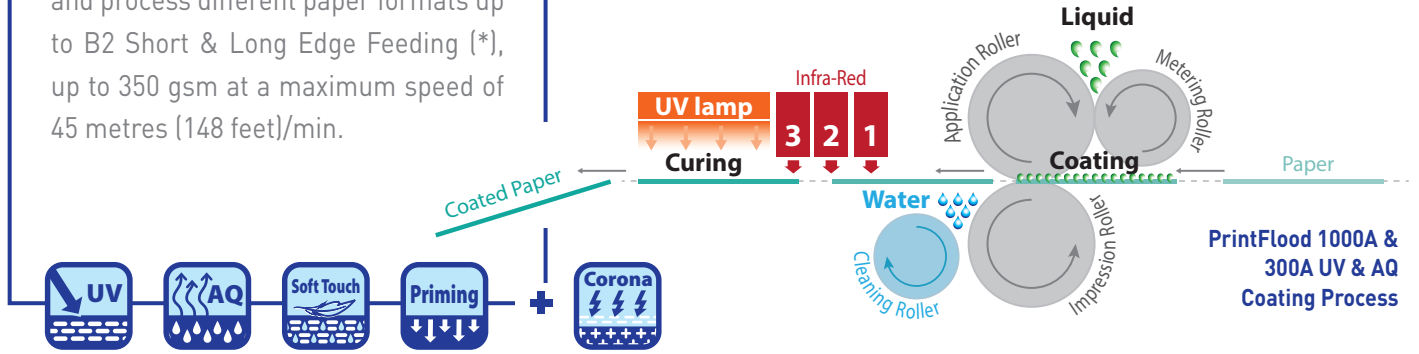 and process different paper formats up
to B2 Short & Long Edge Feeding (*),
up to 350 gsm at a maximum speed of
45 metres (148 feet)/min.
UV
AQ
Soft Touch
Priming
Corona
Liquid
Application Roller
Metering Roller
Infra-Red
UV lamp
3 2 1
Curing
Coating
Paper
Coated Paper
Water
Cleaning Roller
Impression Roller
PrintFlood 1000A &
300A UV & AQ
Coating Process